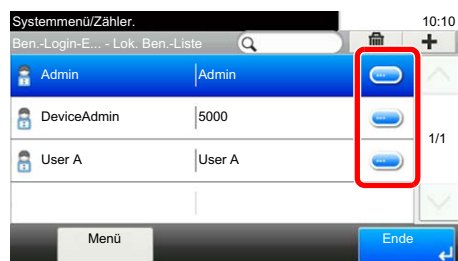 Systemmenü/Zähler. 10:10
Ben.-Login-E... - Lok. Ben.-Liste
Admin Admin
DeviceAdmin 5000
1/1
User A User A
Menü Ende